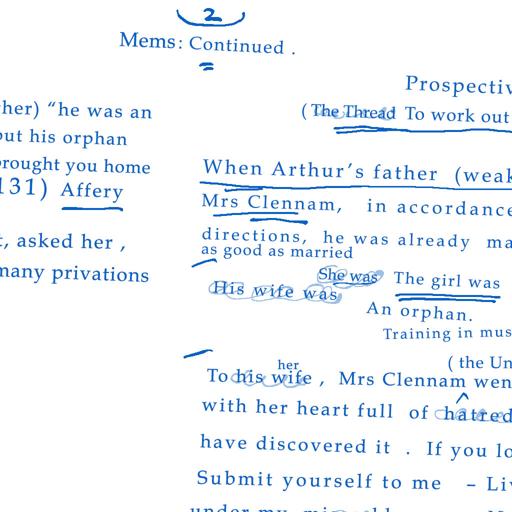 2
Mems: Continued .
her) “he was an
out his orphan
brought you home
131) Affery
t, asked her ,
many privations
Prospectiv
( The Thread To work out
When Arthur’s father (weak
Mrs Clennam, in accordance
directions, he was already ma
as good as married
She was The girl was
His wife was
An orphan.
Training in mus
( the Un
her
To his wife , Mrs Clennam wen
with her heart full of hatred
have discovered it . If you lo
Submit yourself to me – Liv